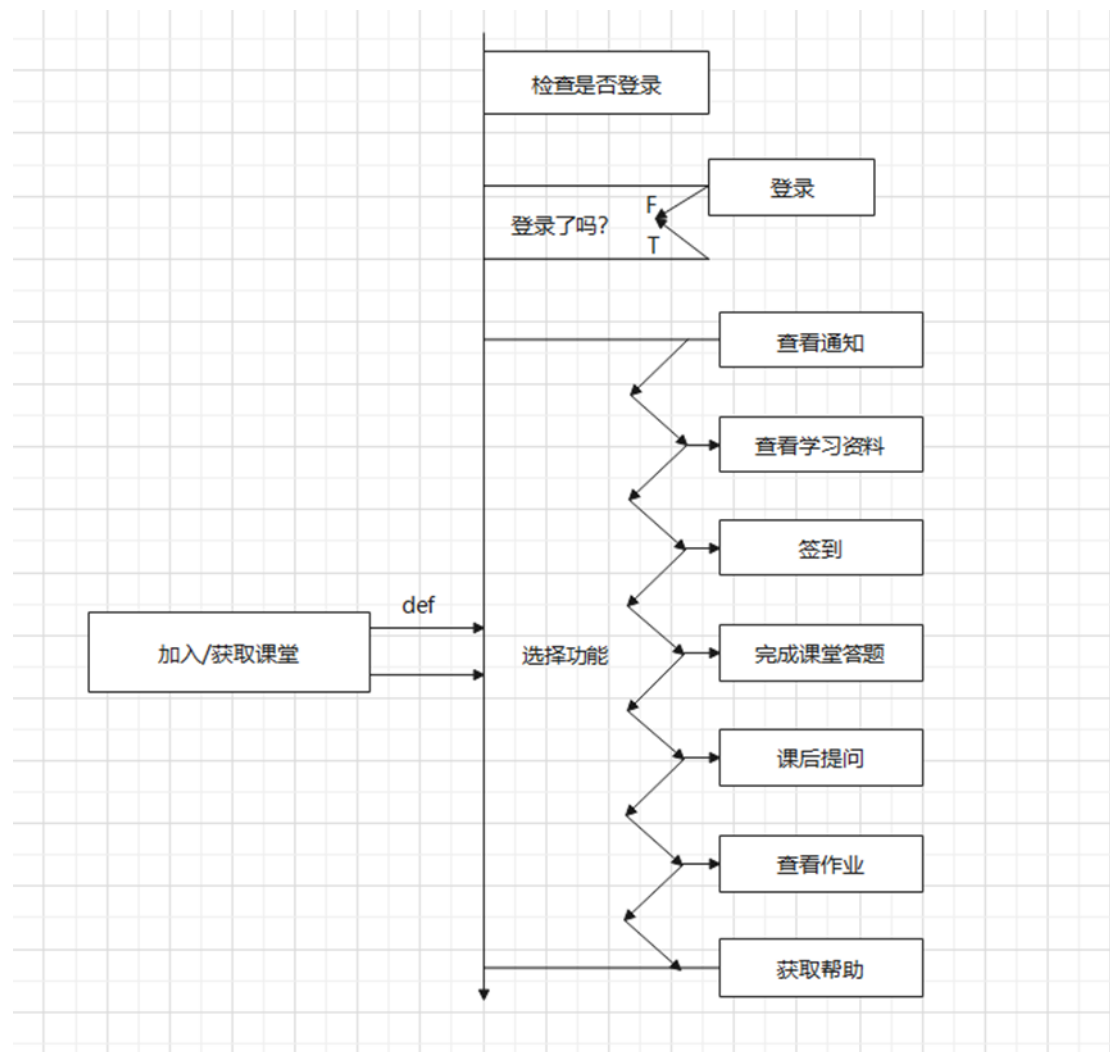 检查是否登录
登录
F
登录了吗?
T
查看通知
查看学习资料
签到
def
加入/获取课堂
选择功能
完成课堂答题
课后提问
查看作业
获取帮助